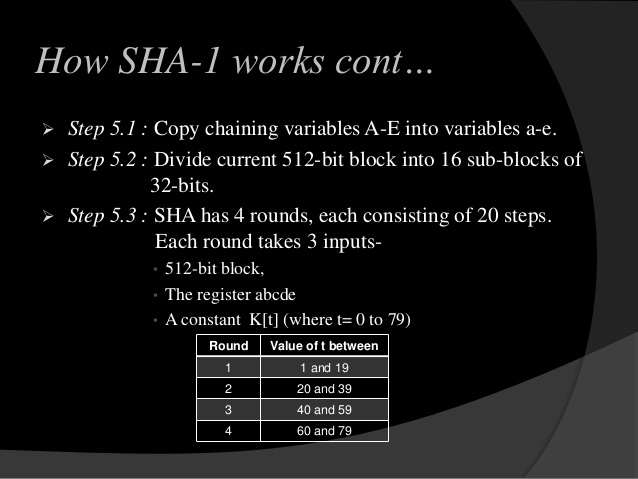 How SHA-1 works cont…
➢ Step 5.1 : Copy chaining variables A-E into variables a-e.
➢ Step 5.2 : Divide current 512-bit block into 16 sub-blocks of
32-bits.
➢ Step 5.3 : SHA has 4 rounds, each consisting of 20 steps.
Each round takes 3 inputs-
• 512-bit block,
• The register abcde
• A constant K[t] (where t= 0 to 79)
Round Value of t between
1 1 and 19
2 20 and 39
3 40 and 59
4 60 and 79